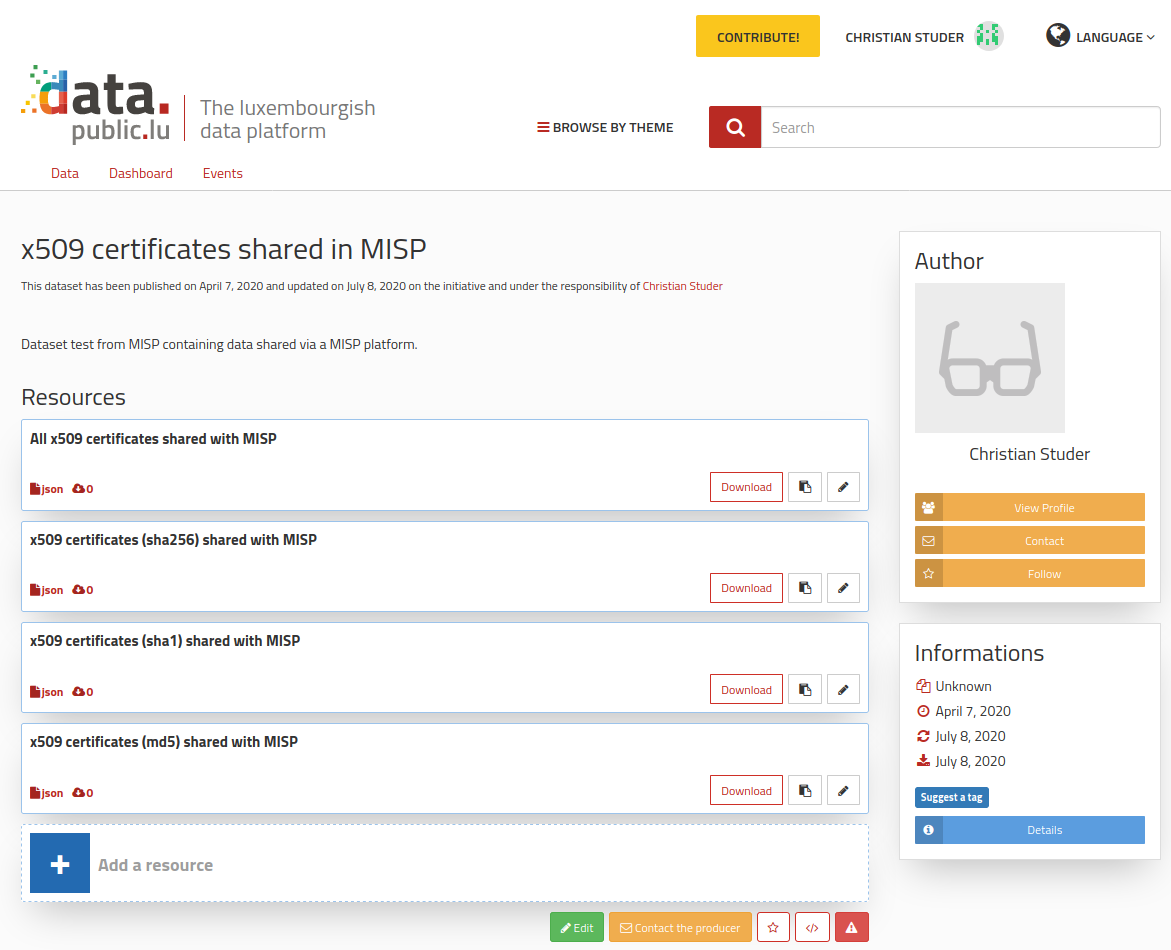 CONTRIBUTE!
CHRISTIAN STUDER
LANGUAGE
data.
public.lu
The luxembourgish
data platform
BROWSE BY THEME
Search
Data
Dashboard
Events
x509 certificates shared in MISP
This dataset has been published on April 7, 2020 and updated on July 8, 2020 on the initiative and under the responsibility of Christian Studer
Dataset test from MISP containing data shared via a MISP platform.
Resources
All x509 certificates shared with MISP
json 0
Download
x509 certificates (sha256) shared with MISP
json 0
Download
x509 certificates (sha1) shared with MISP
json 0
Download
x509 certificates (md5) shared with MISP
json 0
Download
Add a resource
Edit
Contact the producer
Author
Christian Studer
View Profile
Contact
Follow
Informations
Unknown
April 7, 2020
July 8, 2020
July 8, 2020
Suggest a tag
Details